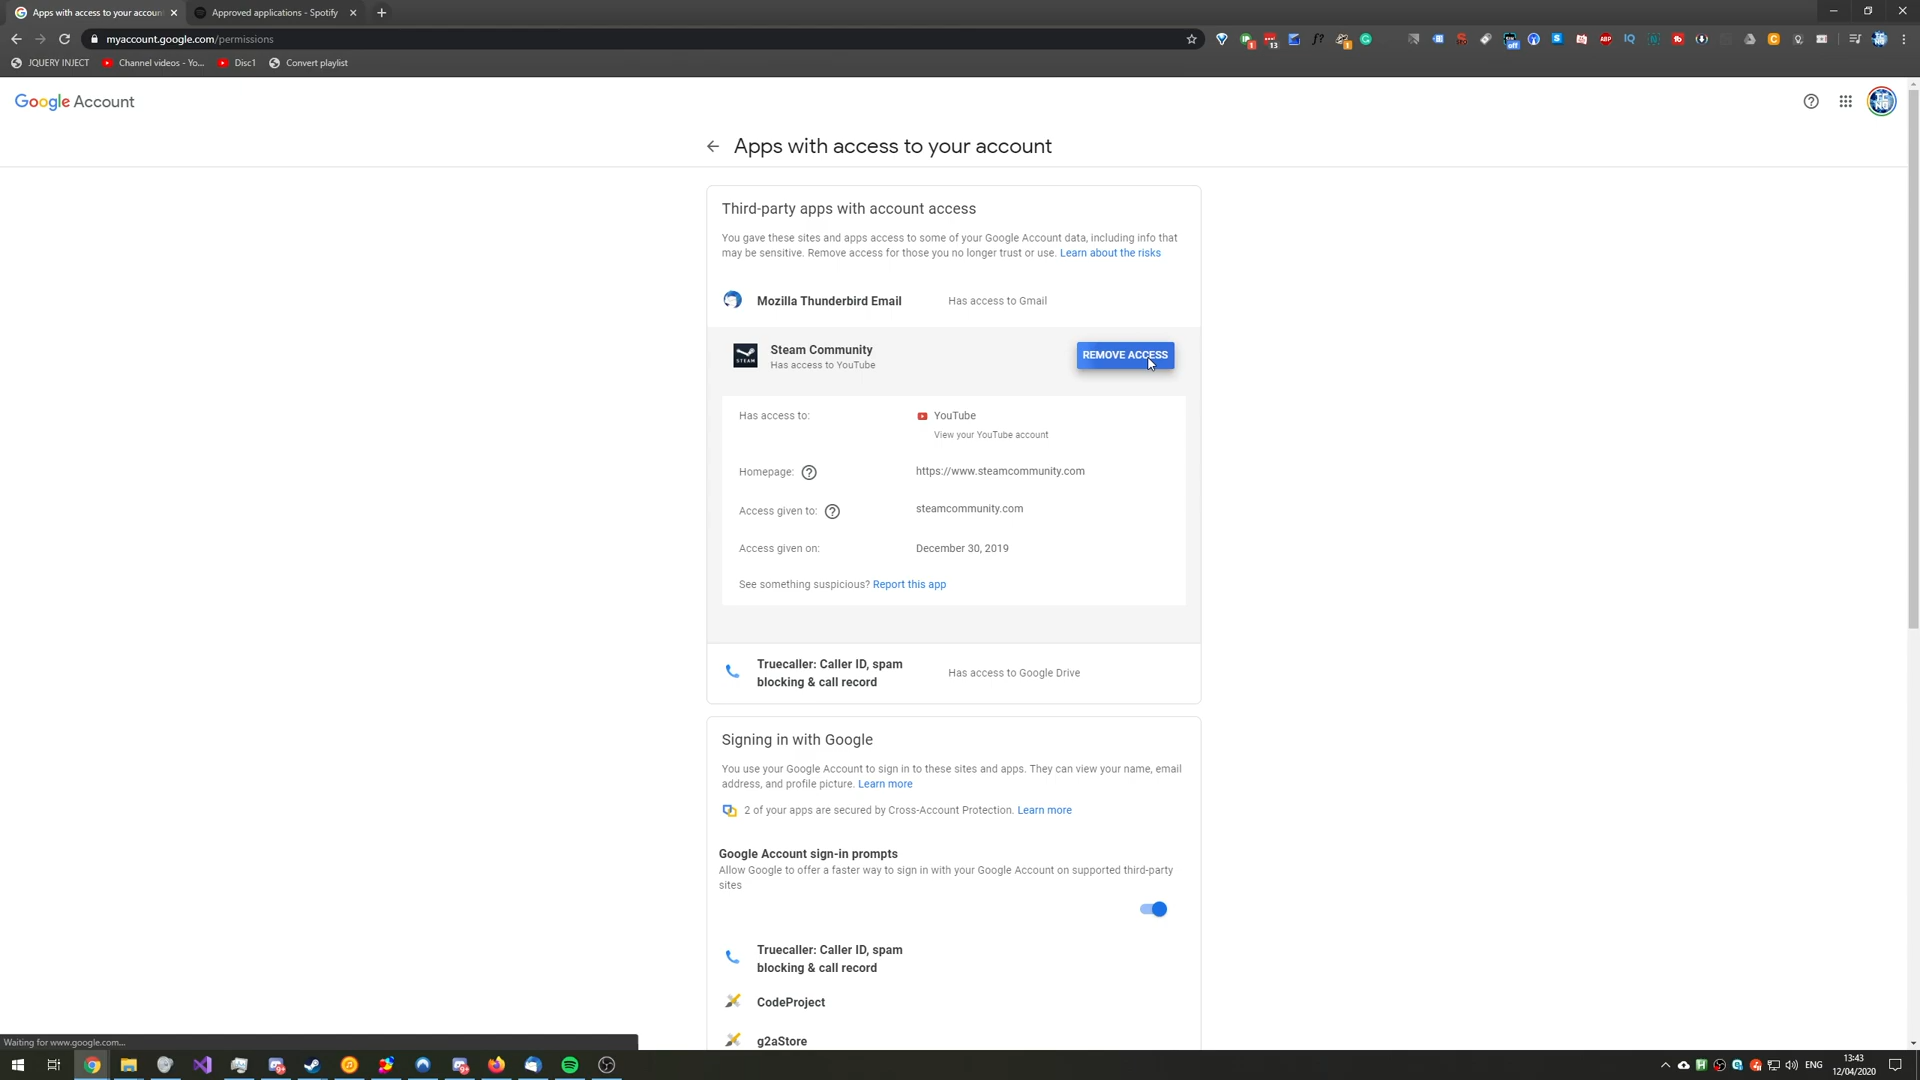 Apps with access to your accoun
Approved applications - Spotify
myaccount.google.com/permissions
JQUERY INJECT
Channel videos - Yo...
Disc1
Convert playlist
Google Account
Apps with access to your account
Third-party apps with account access
You gave these sites and apps access to some of your Google Account data, including info that
may be sensitive. Remove access for those you no longer trust or use. Learn about the risks
Mozilla Thunderbird Email
Has access to Gmail
STEAM
Steam Community
Has access to YouTube
REMOVE ACCESS
Has access to:
YouTube
View your YouTube account
Homepage:
https://www.steamcommunity.com
Access given to:
steamcommunity.com
Access given on:
December 30, 2019
See something suspicious? Report this app
Truecaller: Caller ID, spam
blocking & call record
Has access to Google Drive
Signing in with Google
You use your Google Account to sign in to these sites and apps. They can view your name, email
address, and profile picture. Learn more
2 of your apps are secured by Cross-Account Protection. Learn more
Google Account sign-in prompts
Allow Google to offer a faster way to sign in with your Google Account on supported third-party
sites
Truecaller: Caller ID, spam
blocking & call record
CodeProject
g2aStore
Waiting for www.google.com...
ENG
13:43
12/04/2020